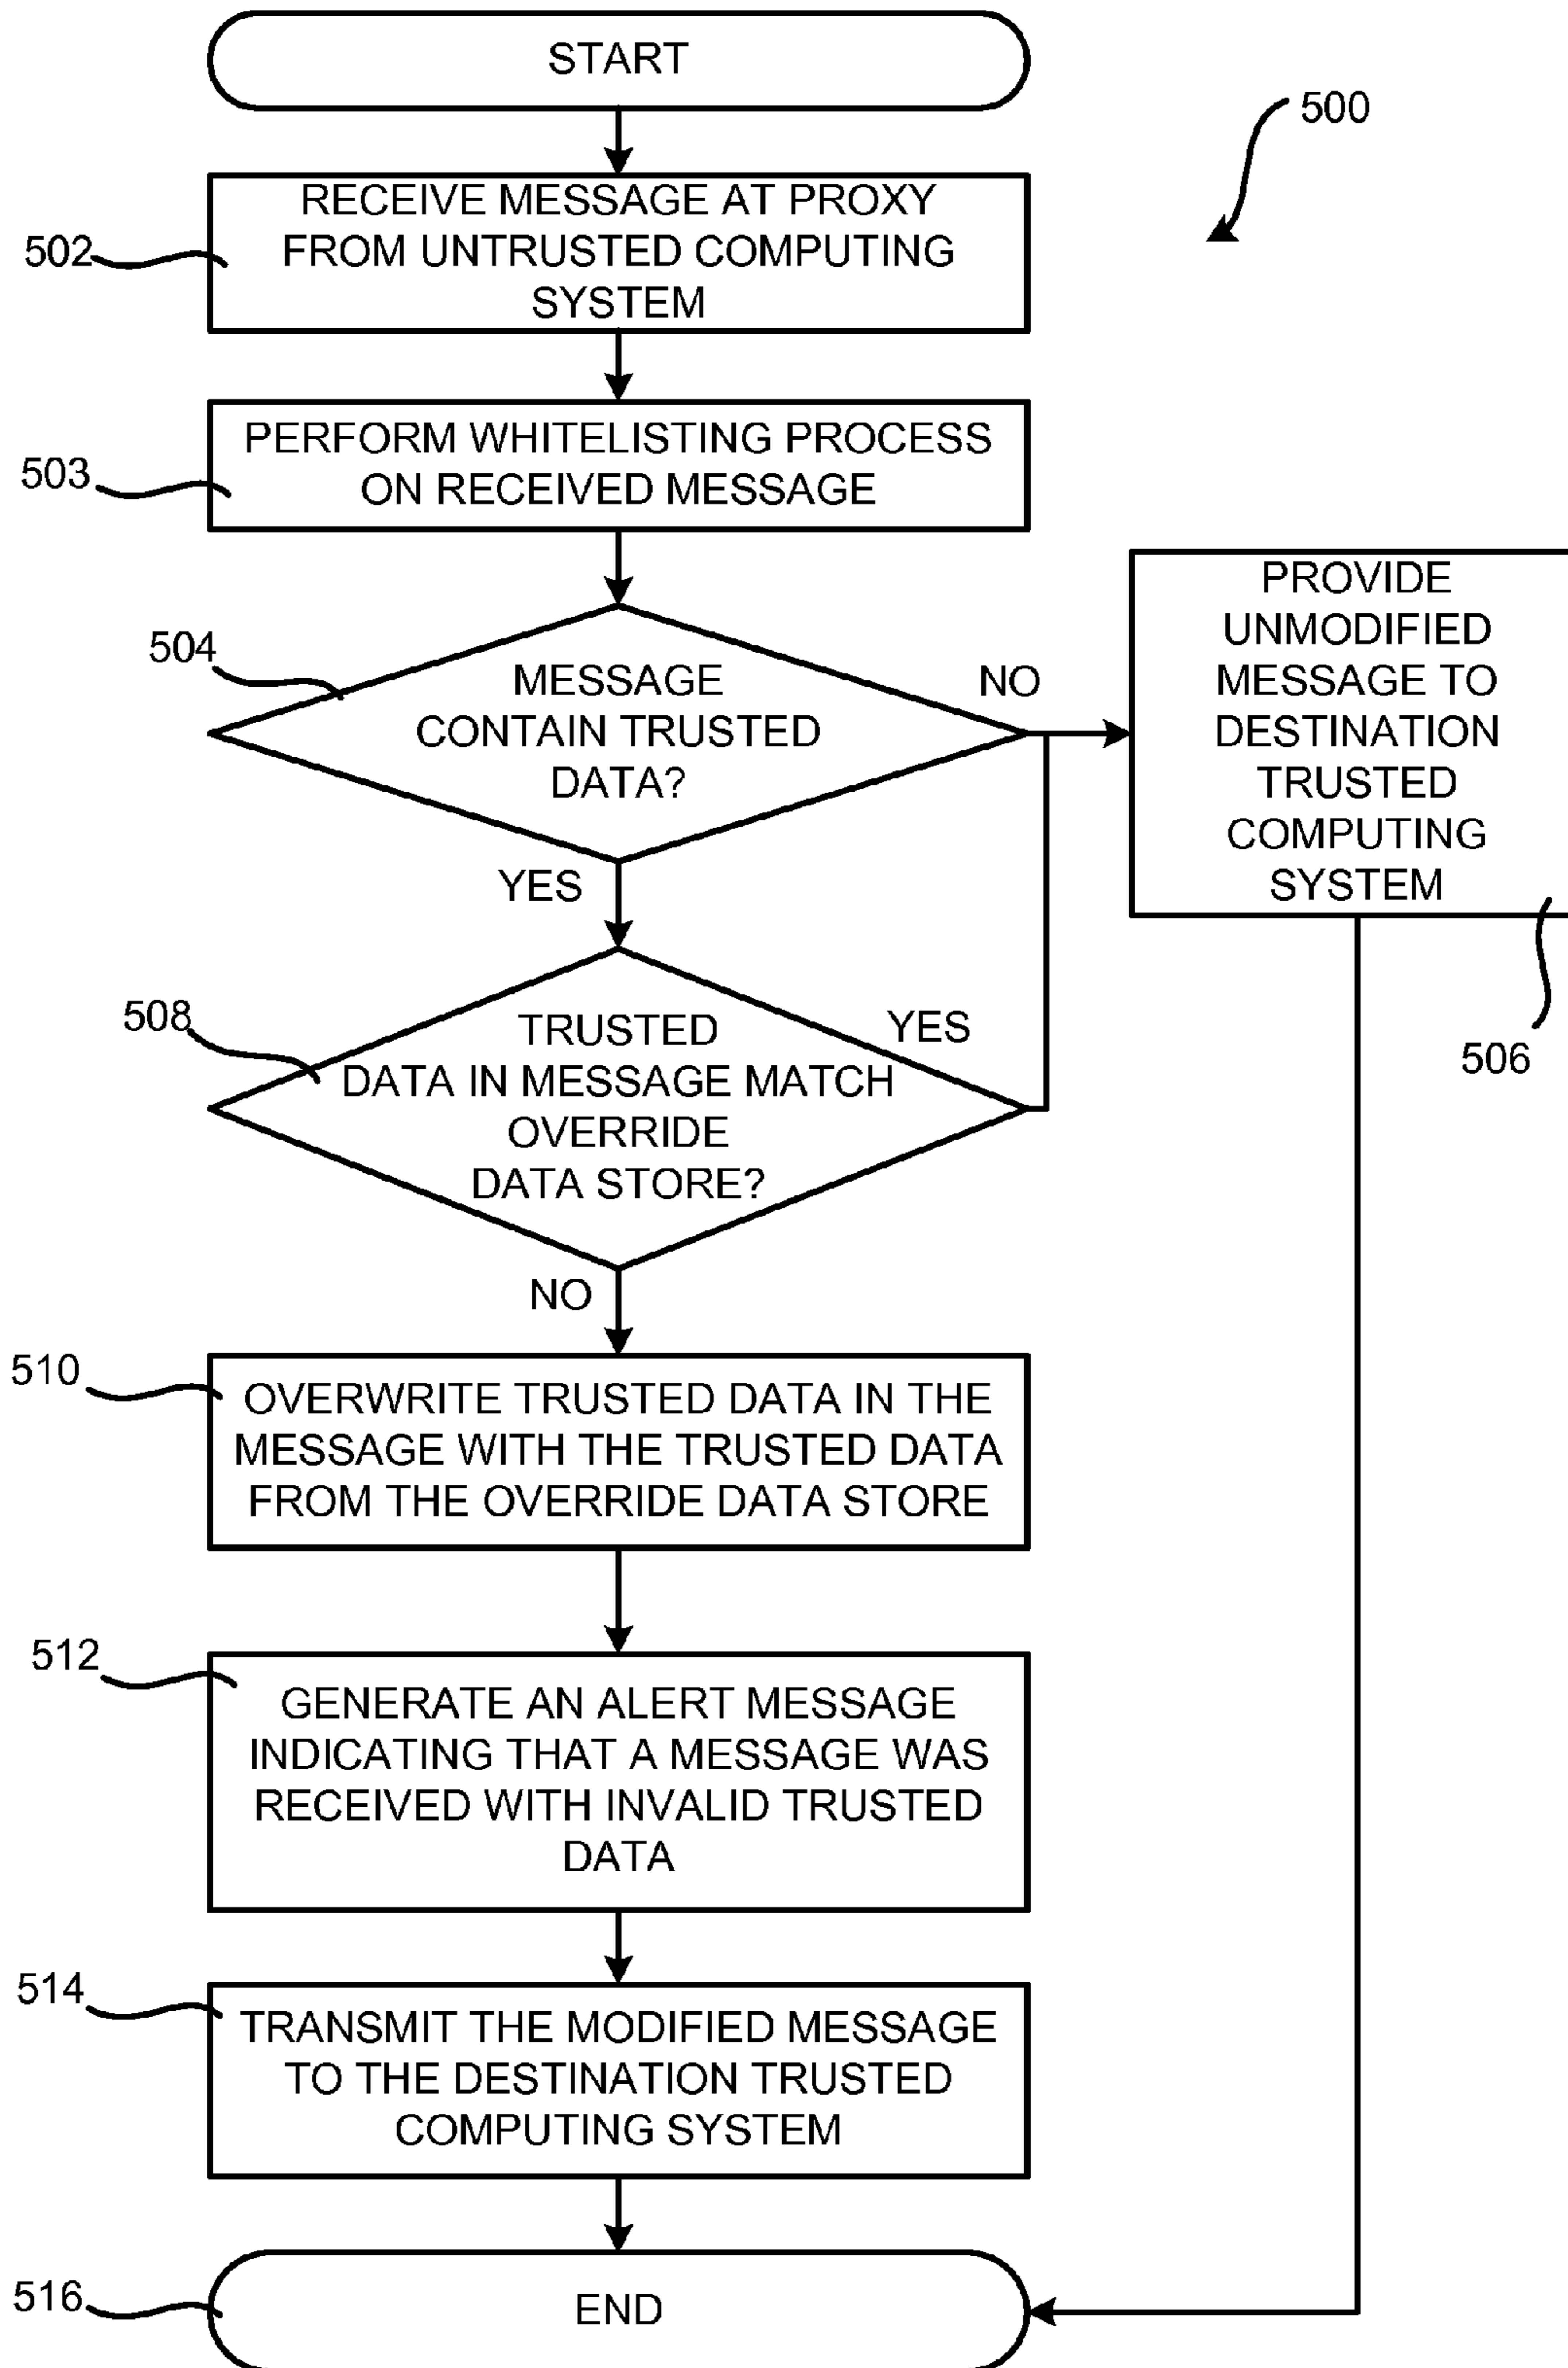 START
500
502
RECEIVE MESSAGE AT PROXY
FROM UNTRUSTED COMPUTING
SYSTEM
503
PERFORM WHITELISTING PROCESS
ON RECEIVED MESSAGE
504
MESSAGE
CONTAIN TRUSTED
DATA?
NO
YES
PROVIDE
UNMODIFIED
MESSAGE TO
DESTINATION
TRUSTED
COMPUTING
SYSTEM
506
508
TRUSTED
DATA IN MESSAGE MATCH
OVERRIDE
DATA STORE?
YES
NO
510
OVERWRITE TRUSTED DATA IN THE
MESSAGE WITH THE TRUSTED DATA
FROM THE OVERRIDE DATA STORE
512
GENERATE AN ALERT MESSAGE
INDICATING THAT A MESSAGE WAS
RECEIVED WITH INVALID TRUSTED
DATA
514
TRANSMIT THE MODIFIED MESSAGE
TO THE DESTINATION TRUSTED
COMPUTING SYSTEM
516
END